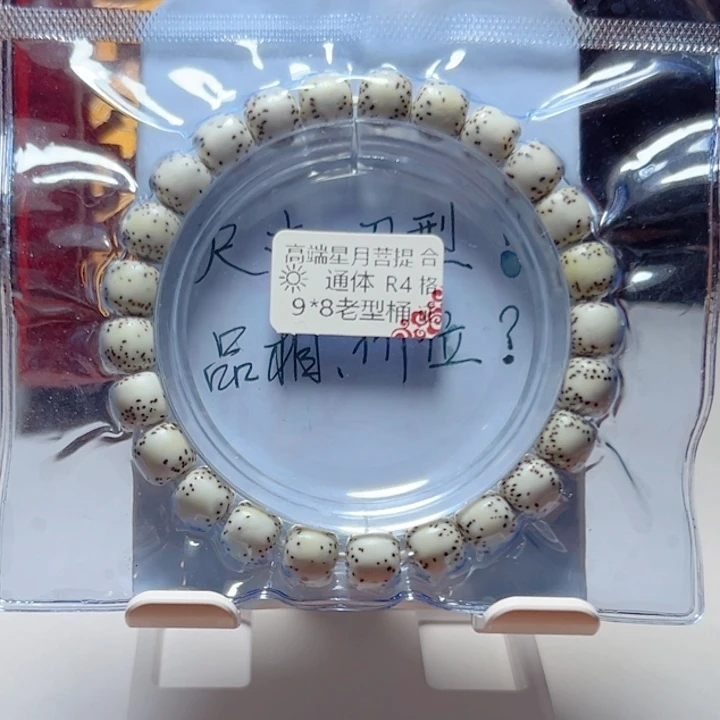 尺寸、
型:
高端星月菩提 合
通体 R4 格
9*8老型桶
品相、价位?